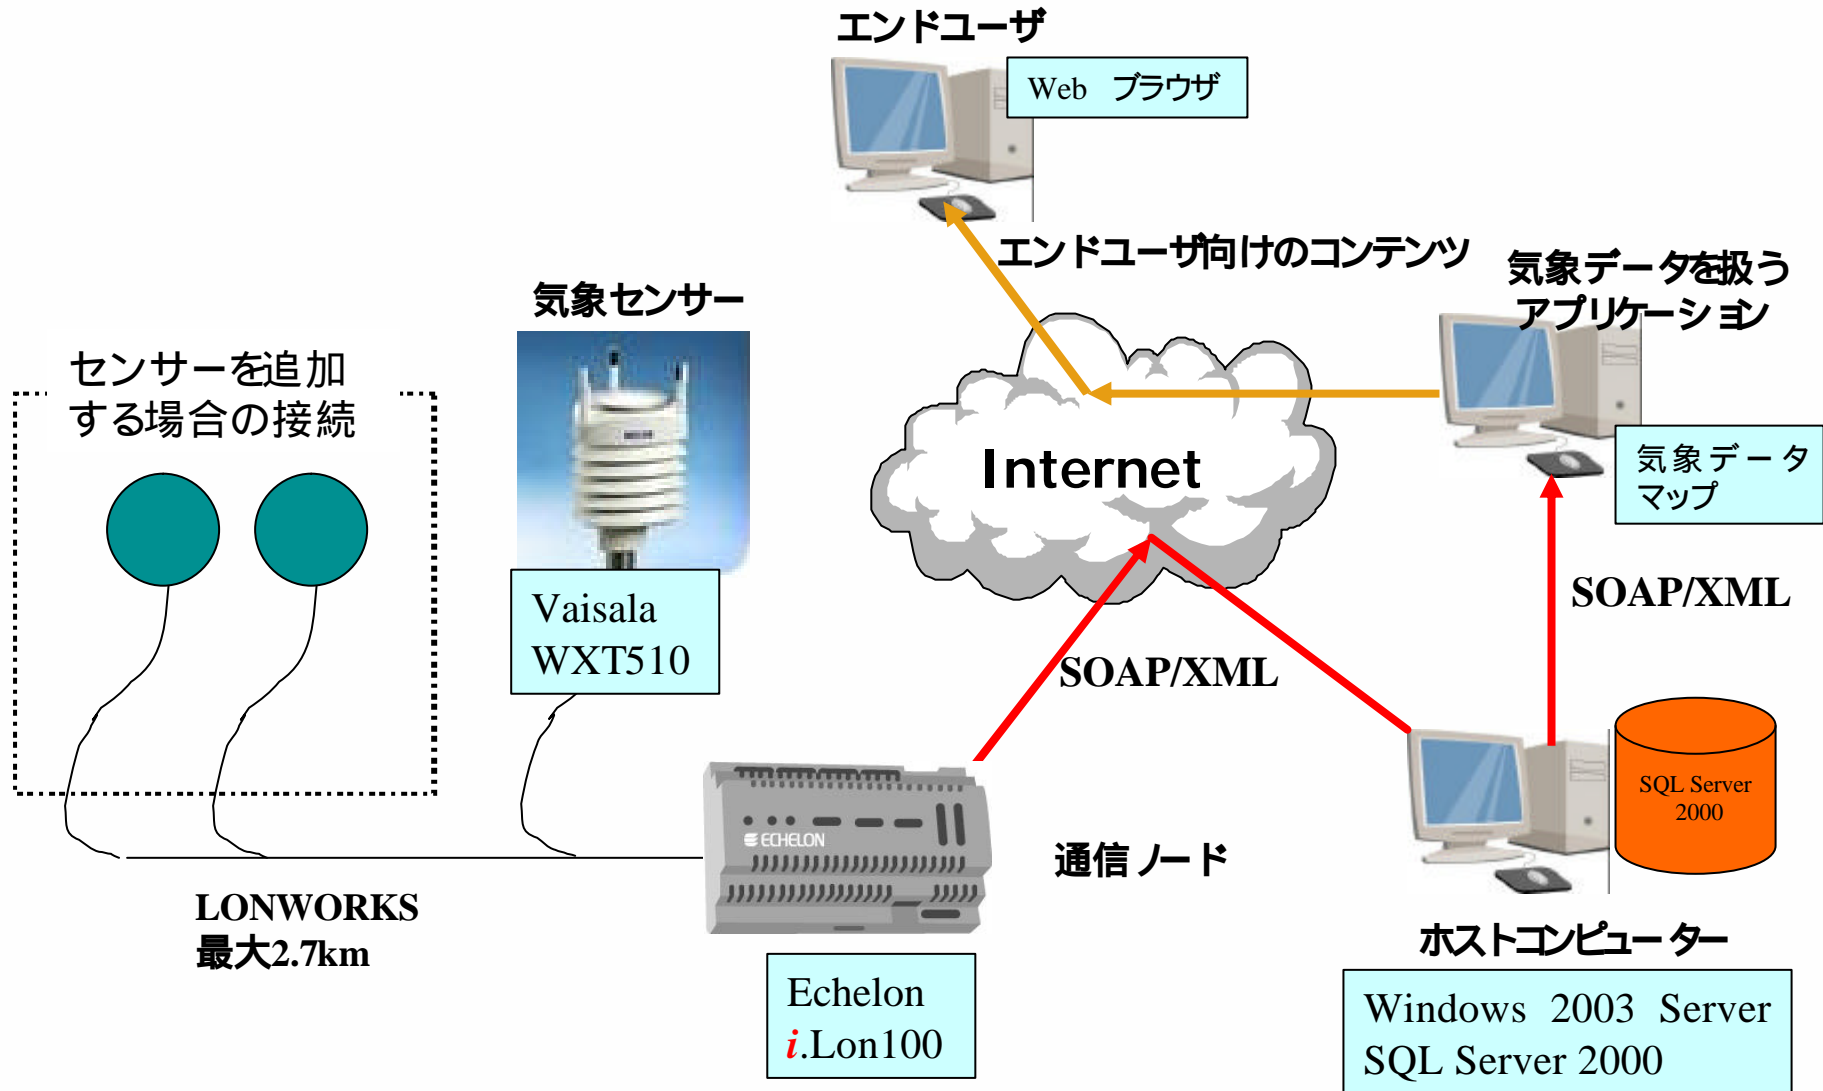 エンドユーザ
Web ブラウザ
エンドユーザ向けのコンテンツ
気象データを扱う
アプリケーション
気象センサー
センサーを追加
する場合の接続
Internet
気象データ
マップ
SOAP/XML
Vaisala
WXT510
SOAP/XML
SQL Server
2000
ECHELON
通信ノード
LONWORKS
最大2.7km
ホストコンピューター
Echelon
i.Lon100
Windows 2003 Server
SQL Server 2000